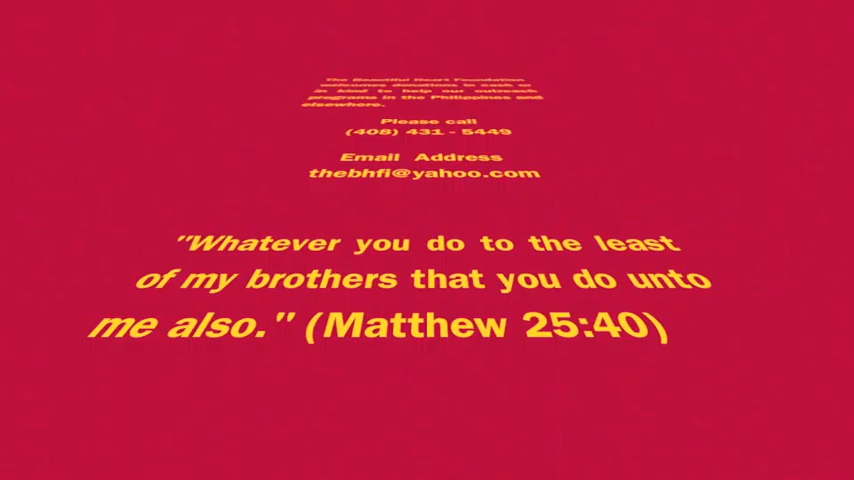 The Beautiful Heart Foundation
welcomes donations in cash or
in kind to help our outreach
programs in the Philippines and
elsewhere.
Please call
(408) 431 - 5449
Email Address
thebhfi@yahoo.com
"Whatever you do to the least
of my brothers that you do unto
me also." (Matthew 25:40)